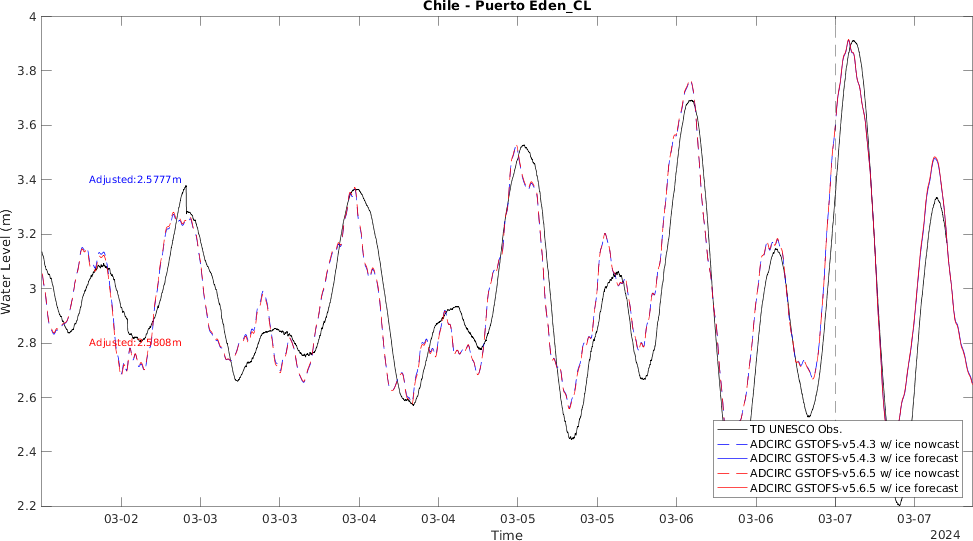 Chile - Puerto Eden_CL
Water Level (m)
4
3.8
3.6
3.4
3.2
3
2.8
2.6
2.4
2.2
Adjusted:2.5777m
Adjusted:2.5808m
TD UNESCO Obs.
ADCIRC GSTOFS-v5.4.3 w/ ice nowcast
ADCIRC GSTOFS-v5.4.3 w/ ice forecast
ADCIRC GSTOFS-v5.6.5 w/ ice nowcast
ADCIRC GSTOFS-v5.6.5 w/ ice forecast
03-02 03-03 03-03 03-04 03-04 03-05 03-05 03-06 03-06 03-07 03-07
Time
2024